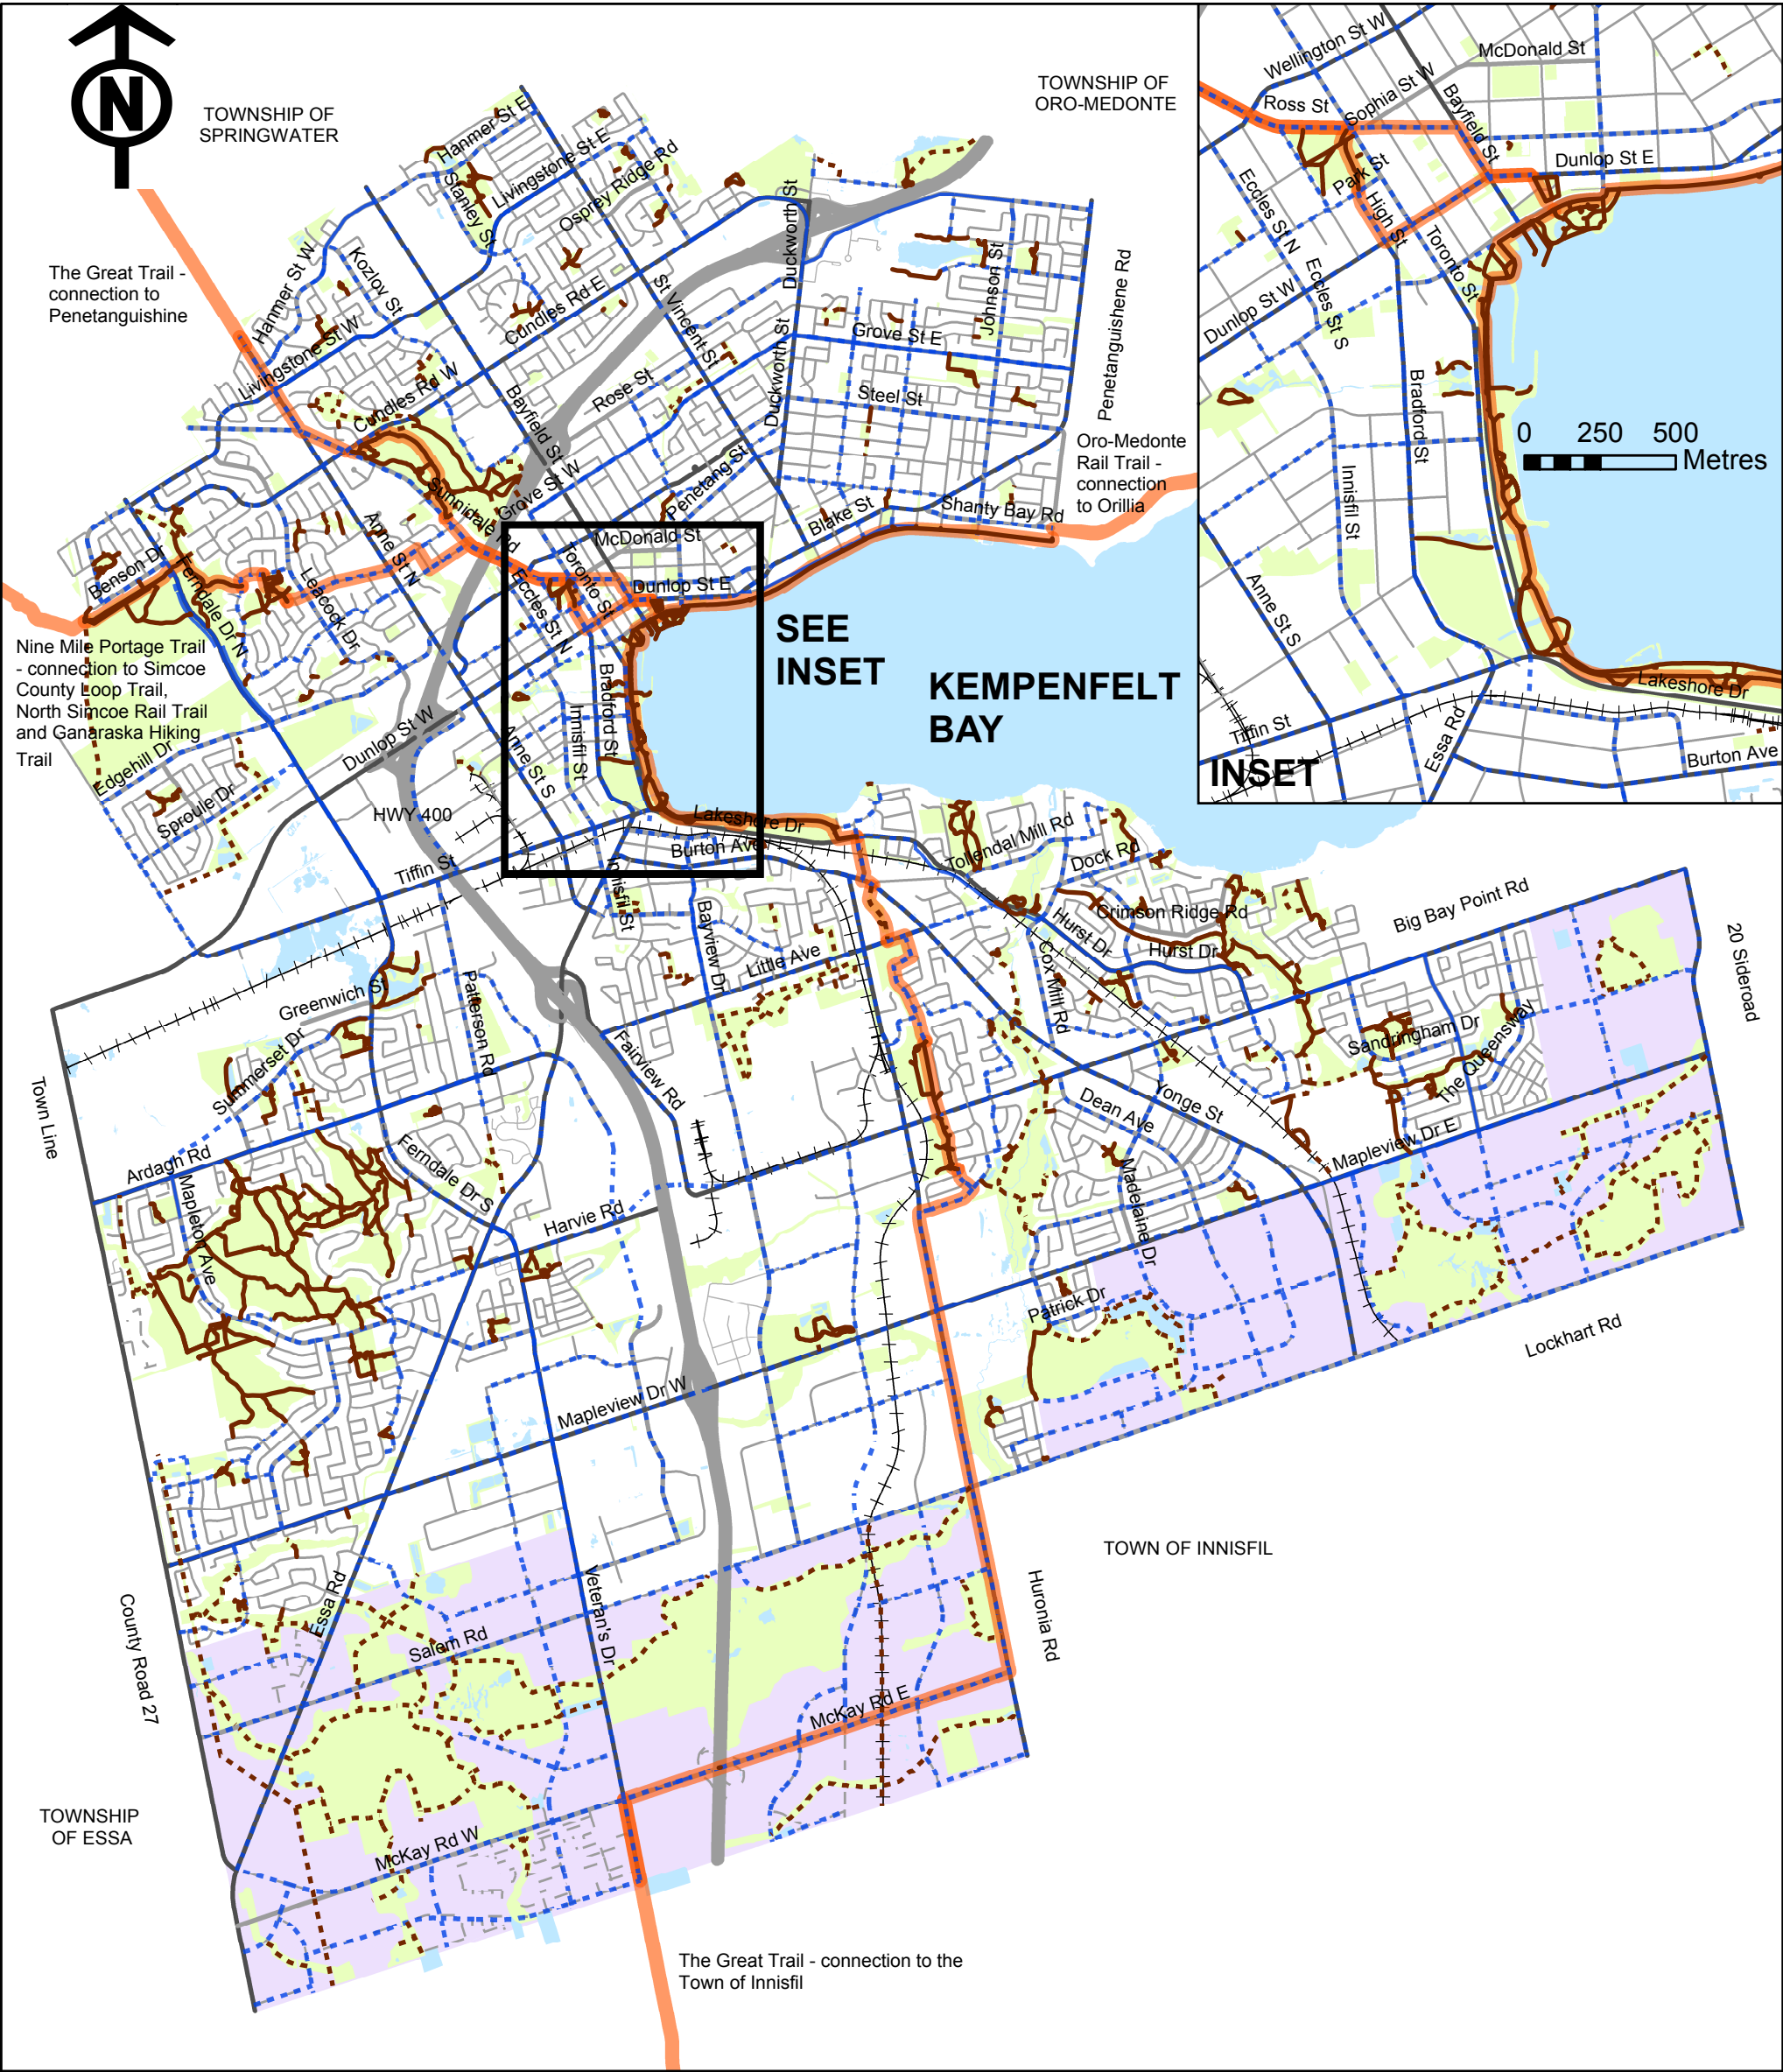 N
TOWNSHIP OF
SPRINGWATER
TOWNSHIP OF
ORO-MEDONTE
The Great Trail -
connection to
Penetanguishine
Hanmer St E
Livingstone St E
Stanley St
Osprey Ridge Rd
Hanmer St W
Kozlov St
Livingstone St W
Cundles Rd E
Cundles Rd W
St Vincent St
Duckworth St
Duckworth St
Johnson St
Grove St E
Steel St
Penetanguishene Rd
Rose St
Bayfield St
Grove St W
Sunnidale Rd
Penetang St
McDonald St
Blake St
Shanty Bay Rd
Oro-Medonte
Rail Trail -
connection
to Orillia
Anne St N
Benson Dr
Ferndale Dr N
Leacock Dr
Eccles St N
Toronto St
Dunlop St E
SEE
INSET
KEMPENFELT
BAY
Nine Mile Portage Trail
- connection to Simcoe
County Loop Trail,
North Simcoe Rail Trail
and Ganaraska Hiking
Trail
Edgehill Dr
Sproule Dr
Dunlop St W
HWY 400
Anne St S
Innisfil St
Bradford St
Tiffin St
Lakeshore Dr
Burton Ave
Innisfil St
Bayview Dr
Little Ave
Tollendal Mill Rd
Dock Rd
Crimson Ridge Rd
Hurst Dr
Hurst Dr
Cox Mill Rd
Big Bay Point Rd
20 Sideroad
Sandringham Dr
The Queensway
Greenwich St
Patterson Rd
Summerset Dr
Fairview Rd
Town Line
Ardagh Rd
Mapleton Ave
Ferndale Dr S
Harvie Rd
Dean Ave
Yonge St
Madelaine Dr
Mapleview Dr E
Patrick Dr
Lockhart Rd
Mapleview Dr W
TOWN OF INNISFIL
Huronia Rd
County Road 27
Essa Rd
Salem Rd
Veteran's Dr
McKay Rd E
McKay Rd W
TOWNSHIP
OF ESSA
The Great Trail - connection to the
Town of Innisfil
Wellington St W
McDonald St
Ross St
Sophia St W
Bayfield St
Dunlop St E
Park St
High St
Eccles St N
Toronto St
Eccles St S
Dunlop St W
Bradford St
Innisfil St
0 250 500
Metres
Anne St S
Tiffin St
Essa Rd
Lakeshore Dr
Burton Ave
INSET